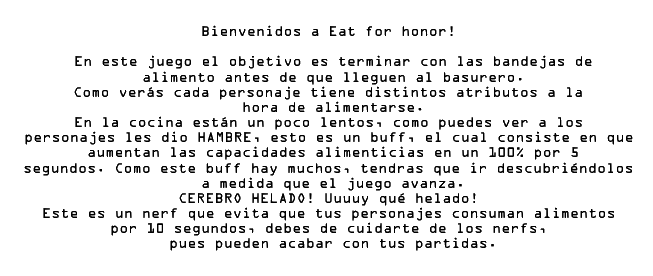 Bienvenidos a Eat for honor!
En este juego el objetivo es terminar con las bandejas de
alimento antes de que lleguen al basurero.
Como verás cada personaje tiene distintos atributos a la
hora de alimentarse.
En la cocina están un poco lentos, como puedes ver a los
personajes les dio HAMBRE, esto es un buff, el cual consiste en que
aumentan las capacidades alimenticias en un 100% por 5
segundos. Como este buff hay muchos, tendras que ir descubriéndolos
a medida que el juego avanza.
CEREBRO HELADO! Uuuuy qué helado!
Este es un nerf que evita que tus personajes consuman alimentos
por 10 segundos, debes de cuidarte de los nerfs,
pues pueden acabar con tus partidas.